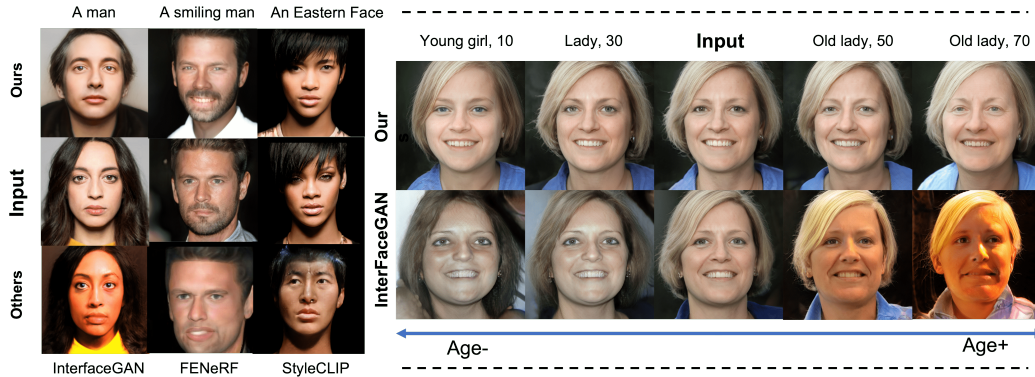 A man
A smiling man
An Eastern Face
Ours
Input
Others
InterfaceGAN
FENeRF
StyleCLIP
Young girl, 10
Lady, 30
Input
Old lady, 50
Old lady, 70
Our
s
InterFaceGAN
Age-
Age+